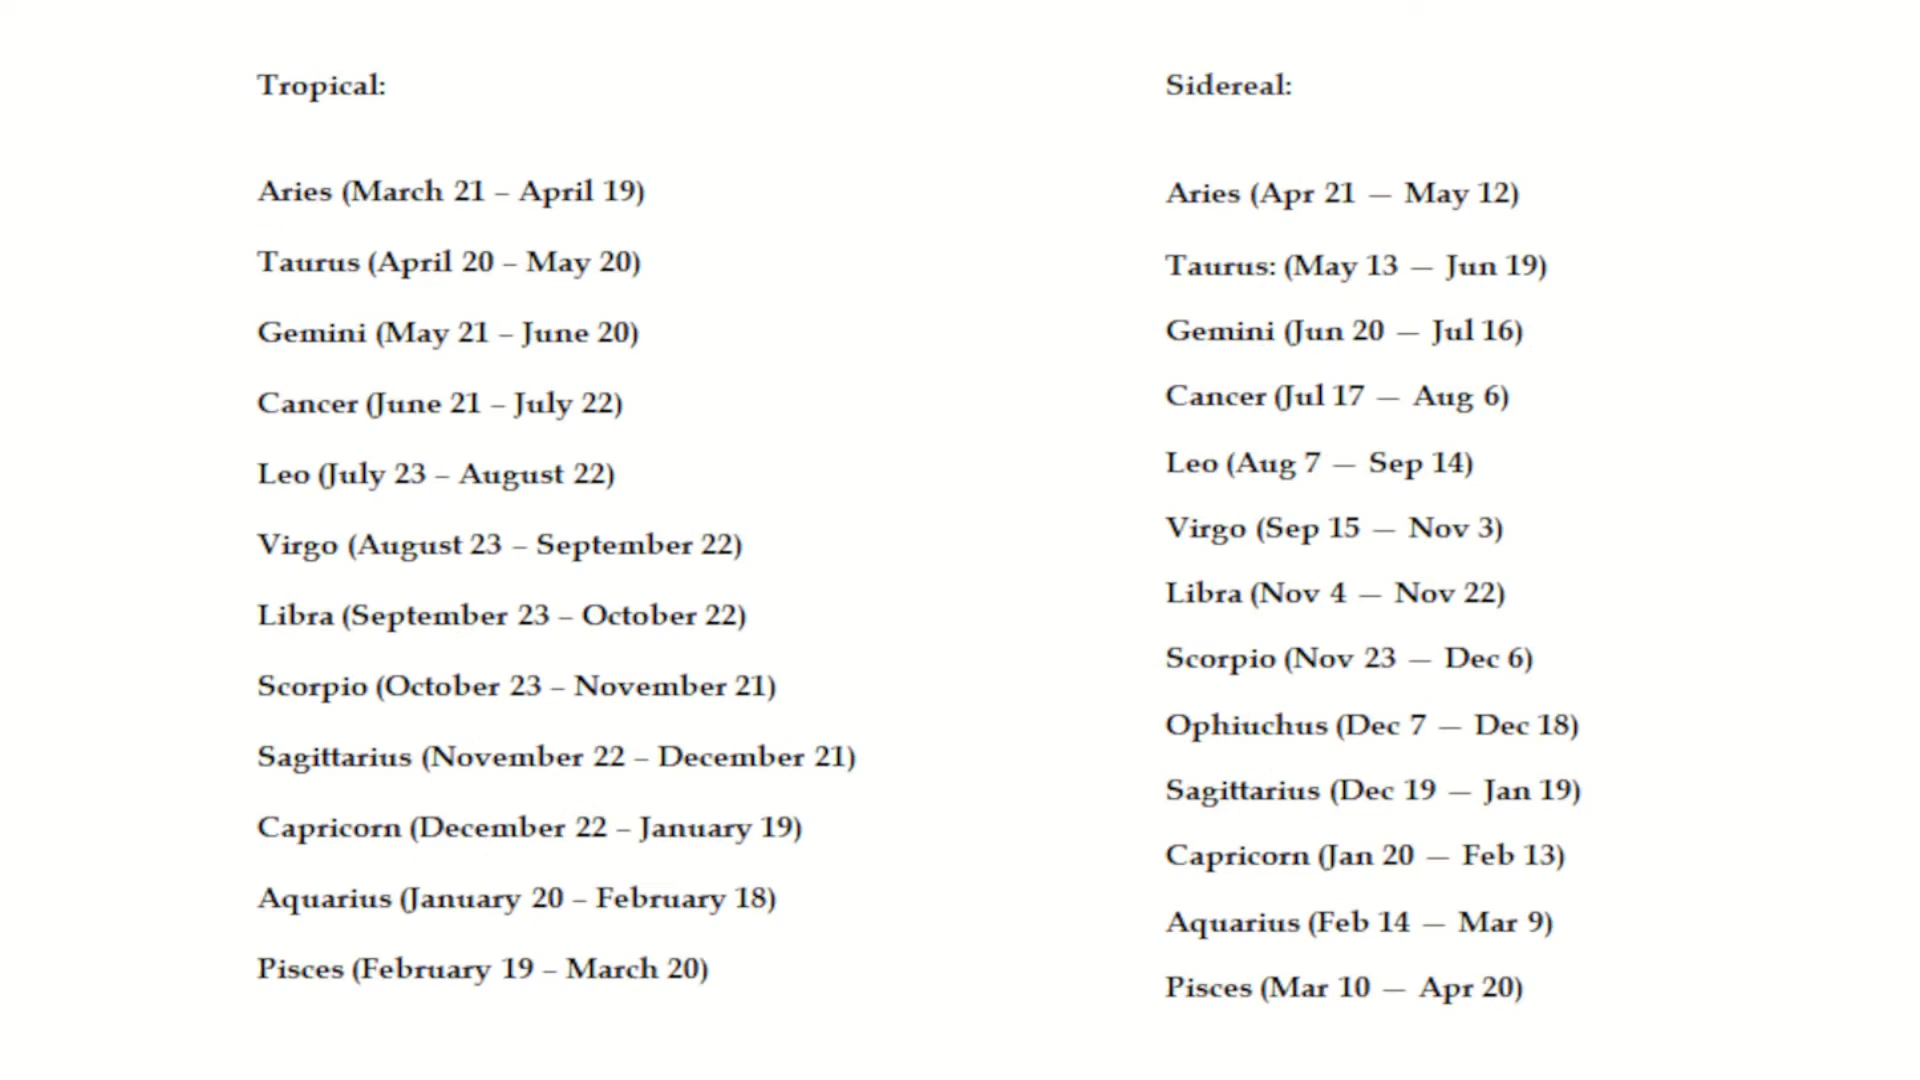 Tropical:
Aries (March 21 – April 19)
Taurus (April 20 – May 20)
Gemini (May 21 – June 20)
Cancer (June 21 – July 22)
Leo (July 23 – August 22)
Virgo (August 23 – September 22)
Libra (September 23 – October 22)
Scorpio (October 23 – November 21)
Sagittarius (November 22 – December 21)
Capricorn (December 22 – January 19)
Aquarius (January 20 – February 18)
Pisces (February 19 – March 20)
Sidereal:
Aries (Apr 21 — May 12)
Taurus: (May 13 — Jun 19)
Gemini (Jun 20 — Jul 16)
Cancer (Jul 17 — Aug 6)
Leo (Aug 7 — Sep 14)
Virgo (Sep 15 — Nov 3)
Libra (Nov 4 — Nov 22)
Scorpio (Nov 23 — Dec 6)
Ophiuchus (Dec 7 — Dec 18)
Sagittarius (Dec 19 — Jan 19)
Capricorn (Jan 20 — Feb 13)
Aquarius (Feb 14 — Mar 9)
Pisces (Mar 10 — Apr 20)